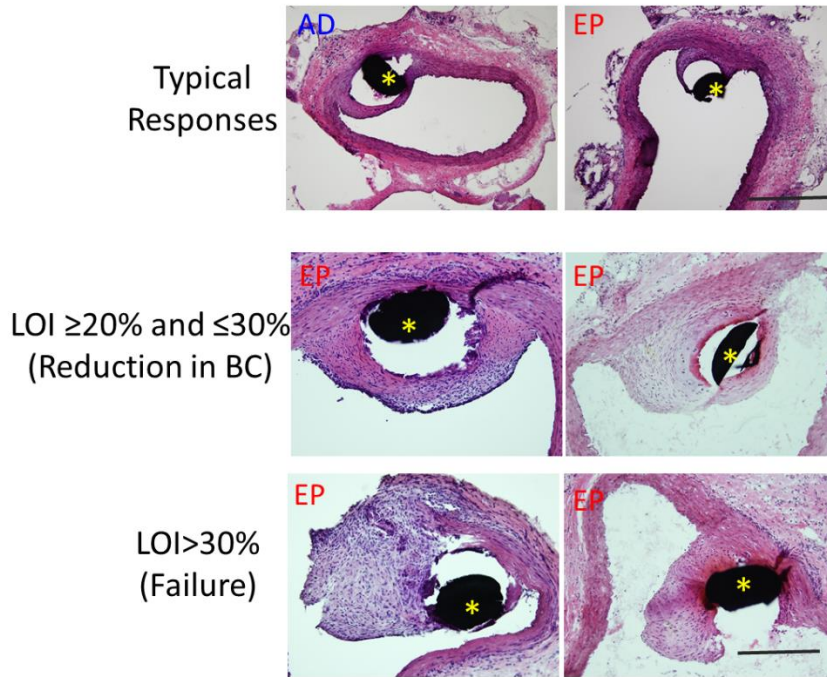 AD
EP
Typical
Responses
*
*
EP
EP
LOI ≥20% and ≤30%
(Reduction in BC)
*
*
EP
EP
LOI>30%
(Failure)
*
*